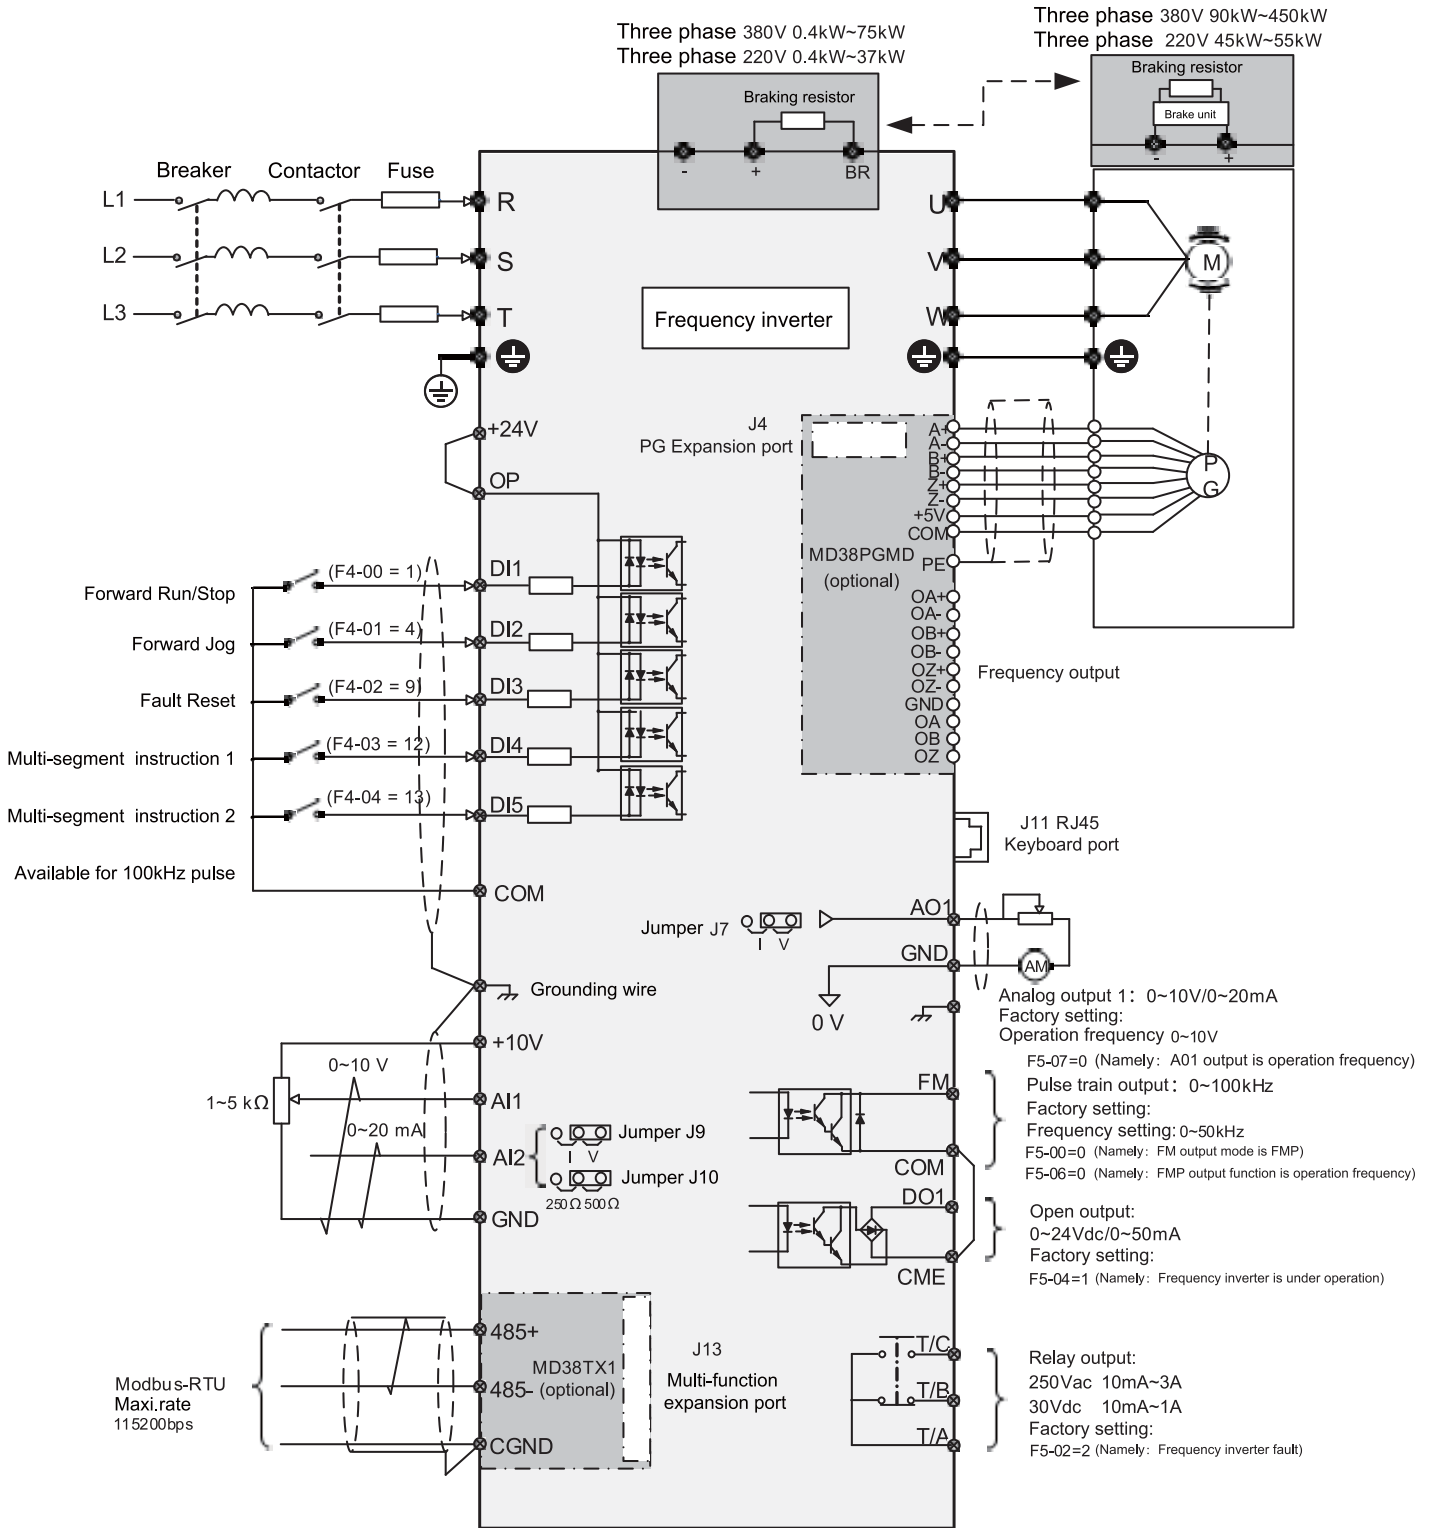 Three phase 380V 0.4kW~75kW
Three phase 220V 0.4kW~37kW
Three phase 380V 90kW~450kW
Three phase 220V 45kW~55kW
Braking resistor
- + BR
Braking resistor
Brake unit
- +
Breaker Contactor Fuse
L1
L2
L3
R
S
T
U
V
W
M
Frequency inverter
+24V
OP
J4
PG Expansion port
A+
A-
B+
B-
Z+
Z-
+5V
COM
PE
P
G
MD38PGMD
(optional)
OA+
OA-
OB+
OB-
OZ+
OZ-
GND
OA
OB
OZ
Frequency output
Forward Run/Stop (F4-00 = 1) DI1
Forward Jog (F4-01 = 4) DI2
Fault Reset (F4-02 = 9) DI3
Multi-segment instruction 1 (F4-03 = 12) DI4
Multi-segment instruction 2 (F4-04 = 13) DI5
Available for 100kHz pulse
COM
J11 RJ45
Keyboard port
Jumper J7
I V
AO1
GND
AM
0 V
Grounding wire
Analog output 1: 0~10V/0~20mA
Factory setting:
Operation frequency 0~10V
F5-07=0 (Namely: A01 output is operation frequency)
+10V
0~10 V
1~5 kΩ
AI1
0~20 mA
AI2
Jumper J9
I V
Jumper J10
250Ω 500Ω
GND
FM
COM
Pulse train output: 0~100kHz
Factory setting:
Frequency setting: 0~50kHz
F5-00=0 (Namely: FM output mode is FMP)
F5-06=0 (Namely: FMP output function is operation frequency)
DO1
CME
Open output:
0~24Vdc/0~50mA
Factory setting:
F5-04=1 (Namely: Frequency inverter is under operation)
Modbus-RTU
Maxi.rate
115200bps
485+
485-
CGND
MD38TX1
(optional)
J13
Multi-function
expansion port
T/C
T/B
T/A
Relay output:
250Vac 10mA~3A
30Vdc 10mA~1A
Factory setting:
F5-02=2 (Namely: Frequency inverter fault)